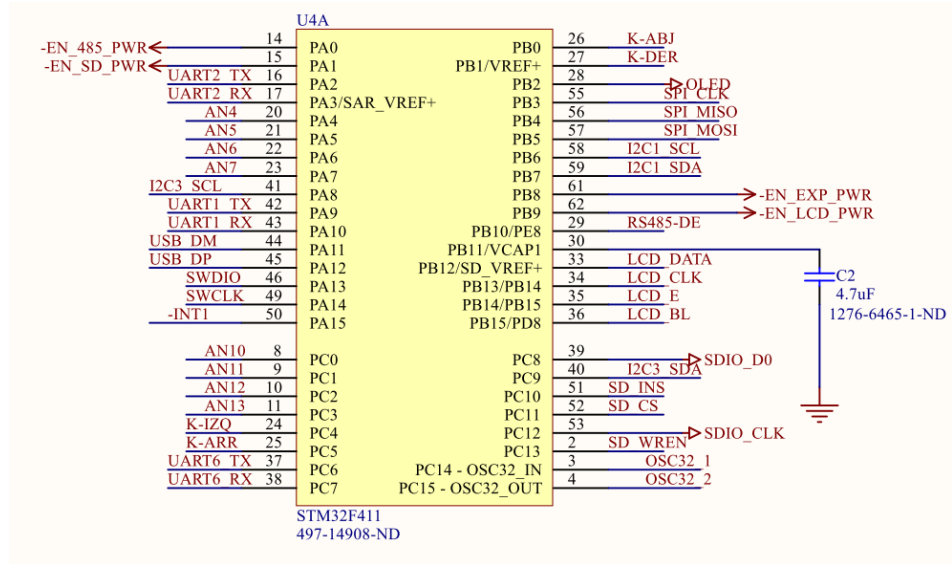 U4A
-EN_485_PWR 14 PA0 PB0 26 K-ABJ
-EN_SD_PWR 15 PA1 PB1/VREF+ 27 K-DER
UART2_TX 16 PA2 PB2 28 OLED
UART2_RX 17 PA3/SAR_VREF+ PB3 55 SPI_CLK
AN4 20 PA4 PB4 56 SPI_MISO
AN5 21 PA5 PB5 57 SPI_MOSI
AN6 22 PA6 PB6 58 I2C1_SCL
AN7 23 PA7 PB7 59 I2C1_SDA
I2C3_SCL 41 PA8 PB8 61 -EN_EXP_PWR
UART1_TX 42 PA9 PB9 62 -EN_LCD_PWR
UART1_RX 43 PA10 PB10/PE8 29 RS485-DE
USB_DM 44 PA11 PB11/VCAP1 30
USB_DP 45 PA12 PB12/SD_VREF+ 33 LCD_DATA
SWDIO 46 PA13 PB13/PB14 34 LCD_CLK
SWCLK 49 PA14 PB14/PB15 35 LCD_E
-INT1 50 PA15 PB15/PD8 36 LCD_BL
C2
4.7uF
1276-6465-1-ND
AN10 8 PC0 PC8 39 SDIO_D0
AN11 9 PC1 PC9 40 I2C3_SDA
AN12 10 PC2 PC10 51 SD_INS
AN13 11 PC3 PC11 52 SD_CS
K-IZQ 24 PC4 PC12 53 SDIO_CLK
K-ARR 25 PC5 PC13 2 SD_WREN
UART6_TX 37 PC6 PC14 - OSC32_IN 3 OSC32_1
UART6_RX 38 PC7 PC15 - OSC32_OUT 4 OSC32_2
STM32F411
497-14908-ND